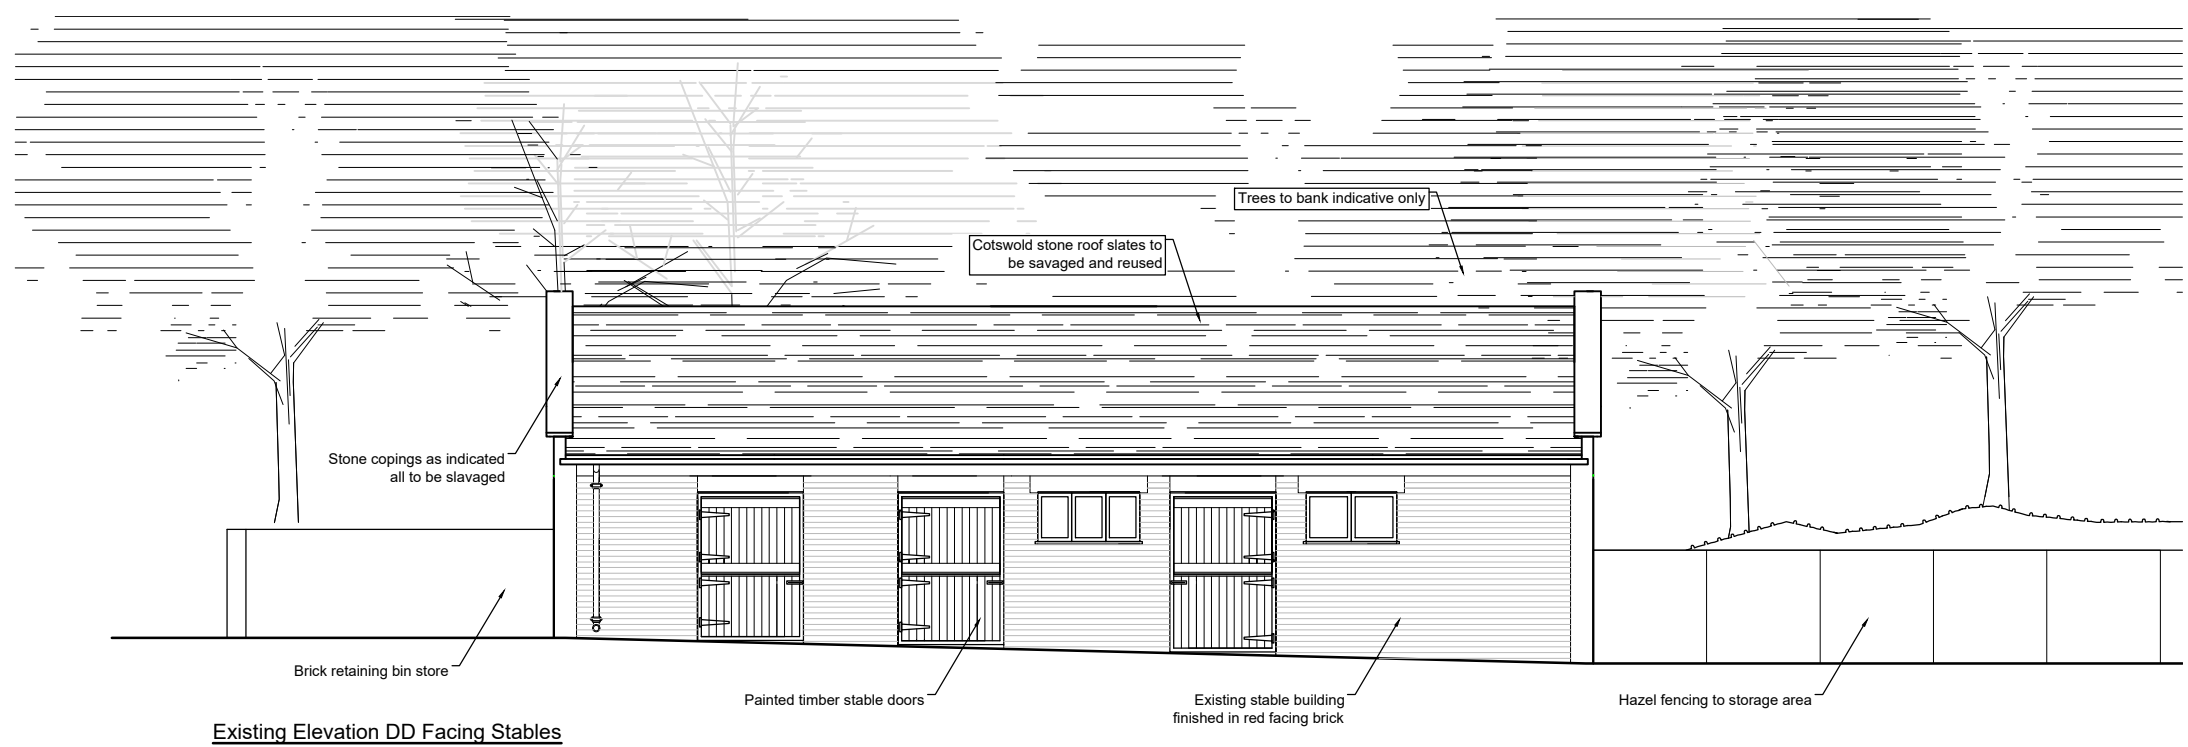 Trees to bank indicative only
Cotswold stone roof slates to
be savaged and reused
Stone copings as indicated
all to be slavaged
Brick retaining bin store
Painted timber stable doors
Existing stable building
finished in red facing brick
Hazel fencing to storage area
Existing Elevation DD Facing Stables